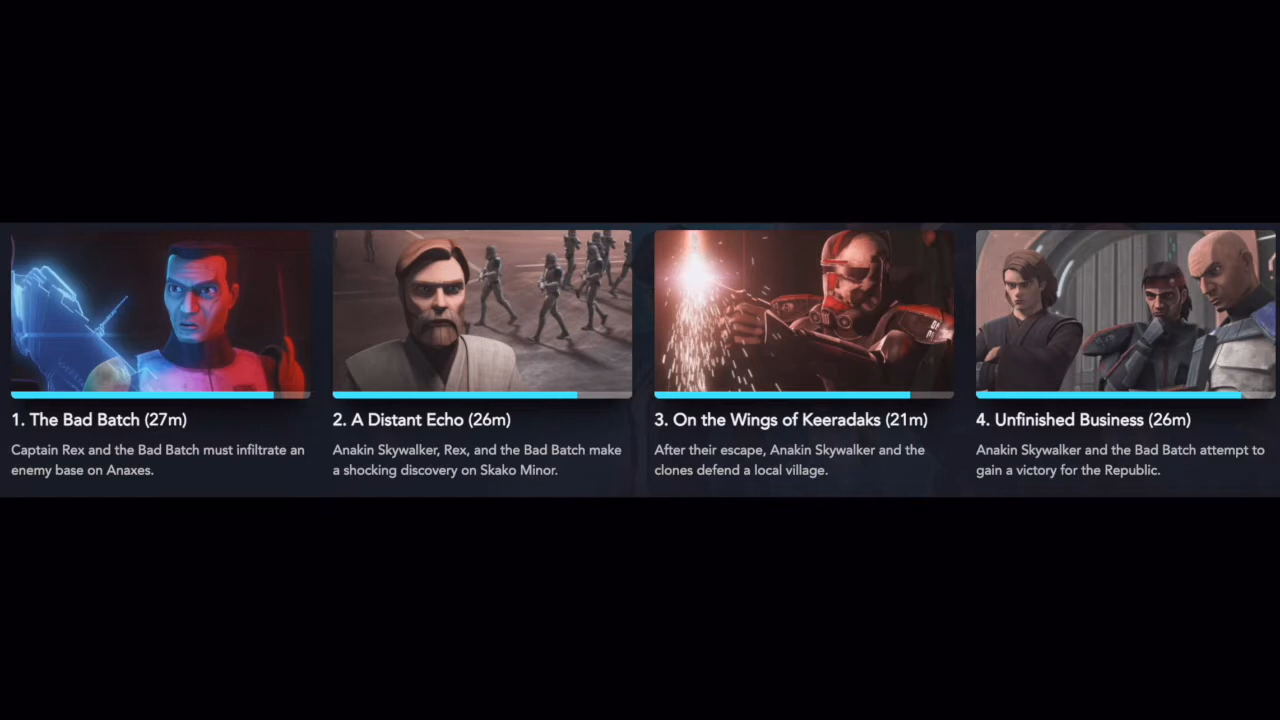 1. The Bad Batch (27m)
Captain Rex and the Bad Batch must infiltrate an
enemy base on Anaxes.
2. A Distant Echo (26m)
Anakin Skywalker, Rex, and the Bad Batch make
a shocking discovery on Skako Minor.
3. On the Wings of Keeradaks (21m)
After their escape, Anakin Skywalker and the
clones defend a local village.
4. Unfinished Business (26m)
Anakin Skywalker and the Bad Batch attempt to
gain a victory for the Republic.